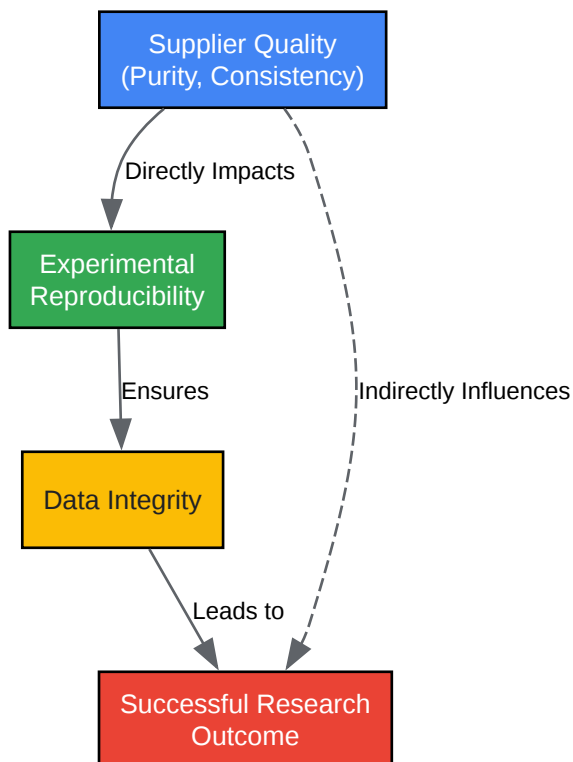 Supplier Quality
(Purity, Consistency)
Directly Impacts
Experimental
Reproducibility
Ensures
Indirectly Influences
Data Integrity
Leads to
Successful Research
Outcome